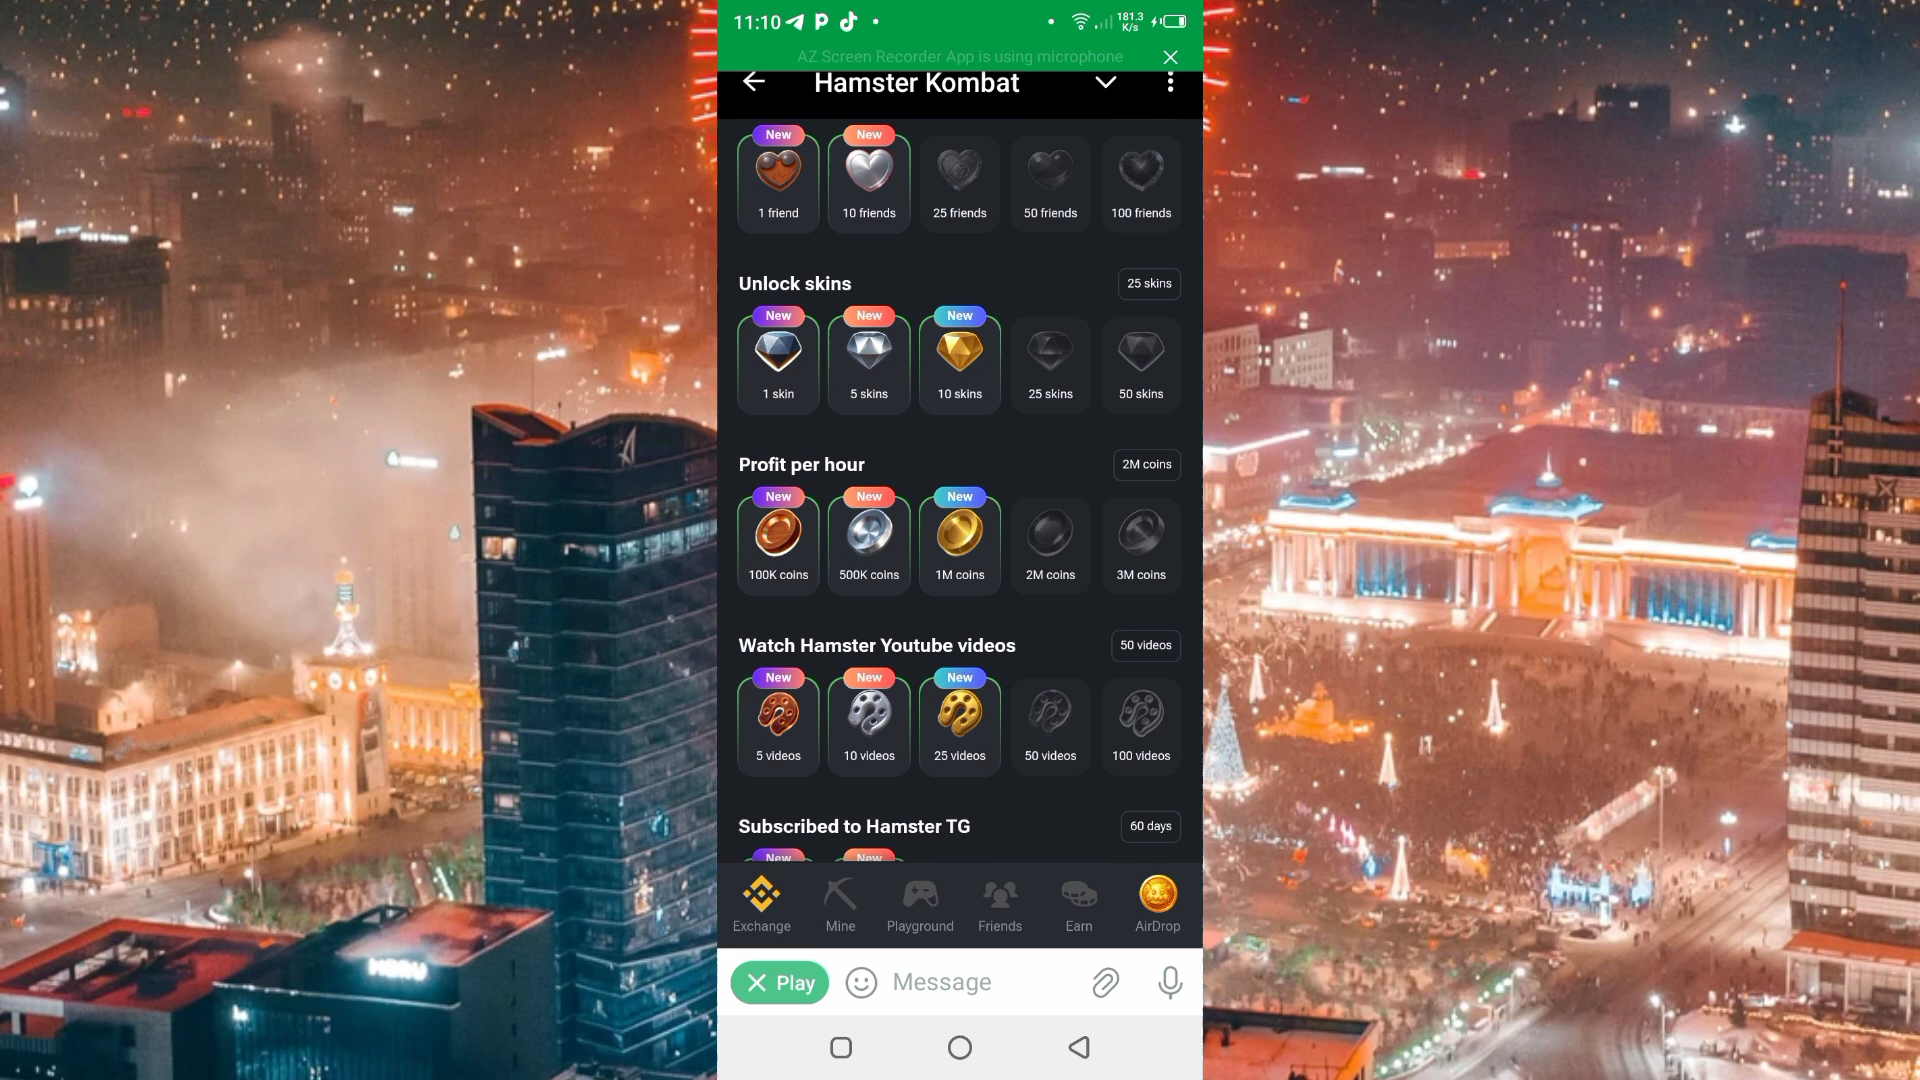 11:10
181.3
K/s
AZ Screen Recorder App is using microphone
Hamster Kombat
New New
1 friend 10 friends 25 friends 50 friends 100 friends
Unlock skins 25 skins
New New New
1 skin 5 skins 10 skins 25 skins 50 skins
Profit per hour 2M coins
New New New
100K coins 500K coins 1M coins 2M coins 3M coins
Watch Hamster Youtube videos 50 videos
New New New
5 videos 10 videos 25 videos 50 videos 100 videos
Subscribed to Hamster TG 60 days
New New
Exchange Mine Playground Friends Earn AirDrop
Play Message